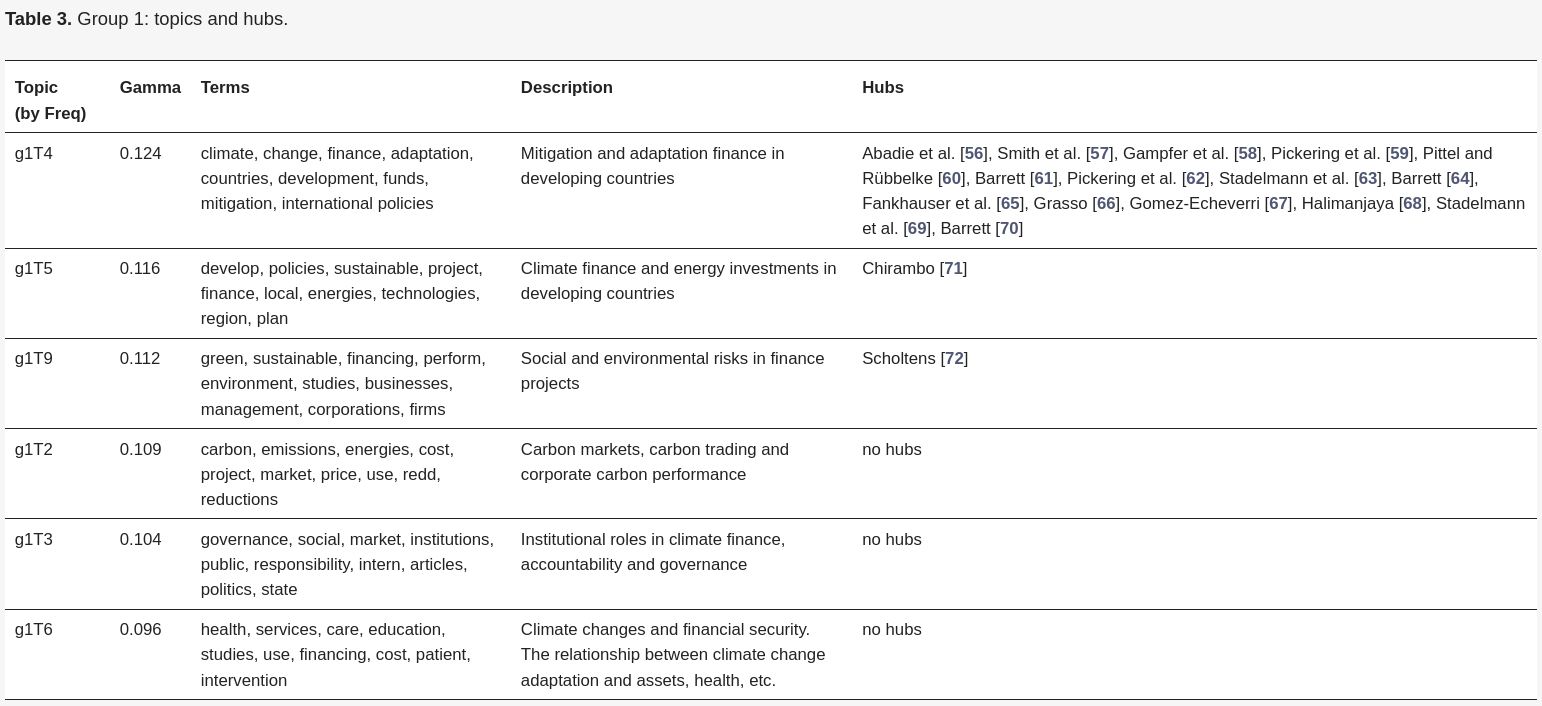 Table 3. Group 1: topics and hubs.
Topic (by Freq) Gamma Terms Description Hubs
g1T4 0.124 climate, change, finance, adaptation, countries, development, funds, mitigation, international policies Mitigation and adaptation finance in developing countries Abadie et al. [56], Smith et al. [57], Gampfer et al. [58], Pickering et al. [59], Pittel and Rübbelke [60], Barrett [61], Pickering et al. [62], Stadelmann et al. [63], Barrett [64], Fankhauser et al. [65], Grasso [66], Gomez-Echeverri [67], Halimanjaya [68], Stadelmann et al. [69], Barrett [70]
g1T5 0.116 develop, policies, sustainable, project, finance, local, energies, technologies, region, plan Climate finance and energy investments in developing countries Chirambo [71]
g1T9 0.112 green, sustainable, financing, perform, environment, studies, businesses, management, corporations, firms Social and environmental risks in finance projects Scholtens [72]
g1T2 0.109 carbon, emissions, energies, cost, project, market, price, use, redd, reductions Carbon markets, carbon trading and corporate carbon performance no hubs
g1T3 0.104 governance, social, market, institutions, public, responsibility, intern, articles, politics, state Institutional roles in climate finance, accountability and governance no hubs
g1T6 0.096 health, services, care, education, studies, use, financing, cost, patient, intervention Climate changes and financial security. The relationship between climate change adaptation and assets, health, etc. no hubs